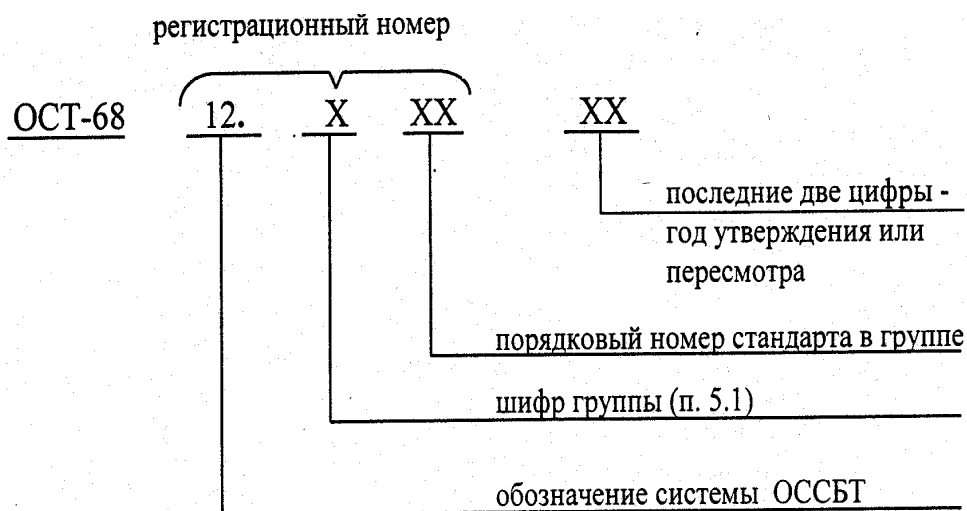 регистрационный номер
ОСТ-68 12. X XX XX
последние две цифры -
год утверждения или
пересмотра
порядковый номер стандарта в группе
шифр группы (п. 5.1)
обозначение системы ОССБТ